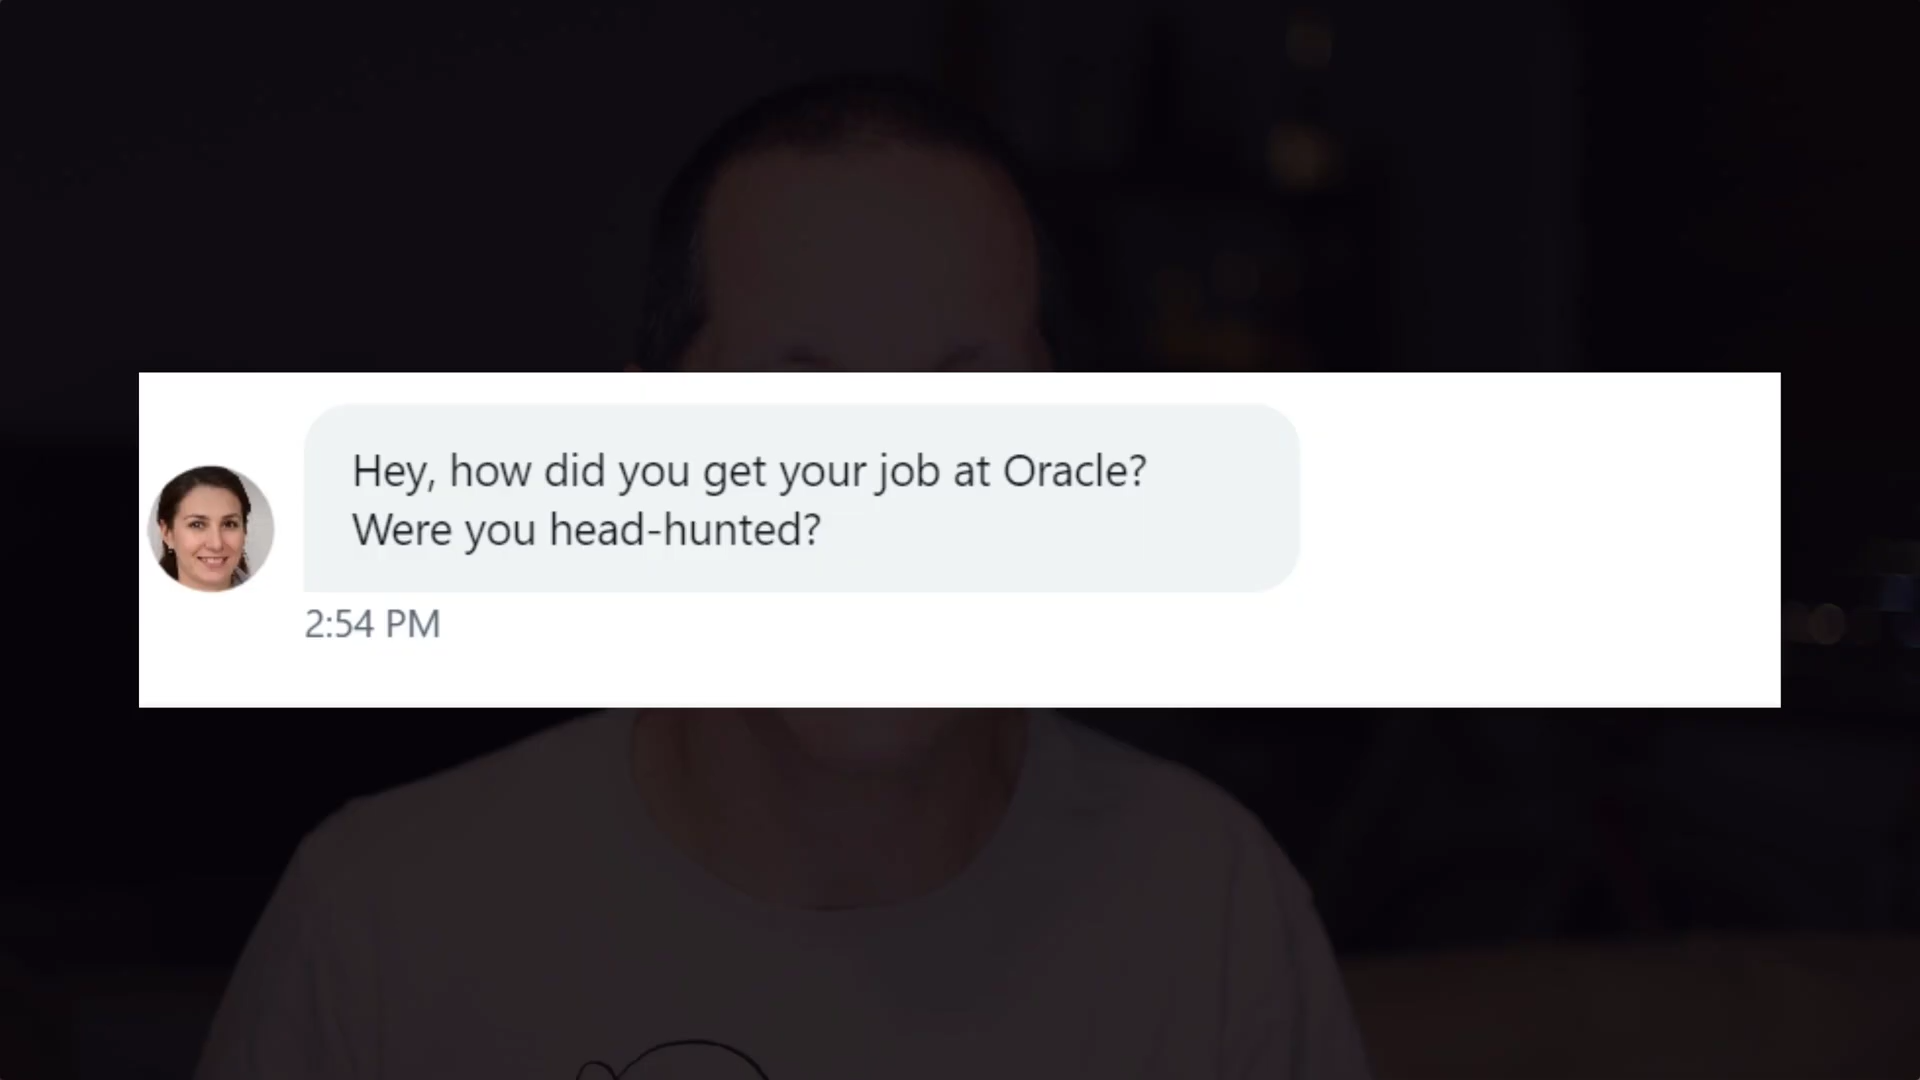 Hey, how did you get your job at Oracle?
Were you head-hunted?
2:54 PM